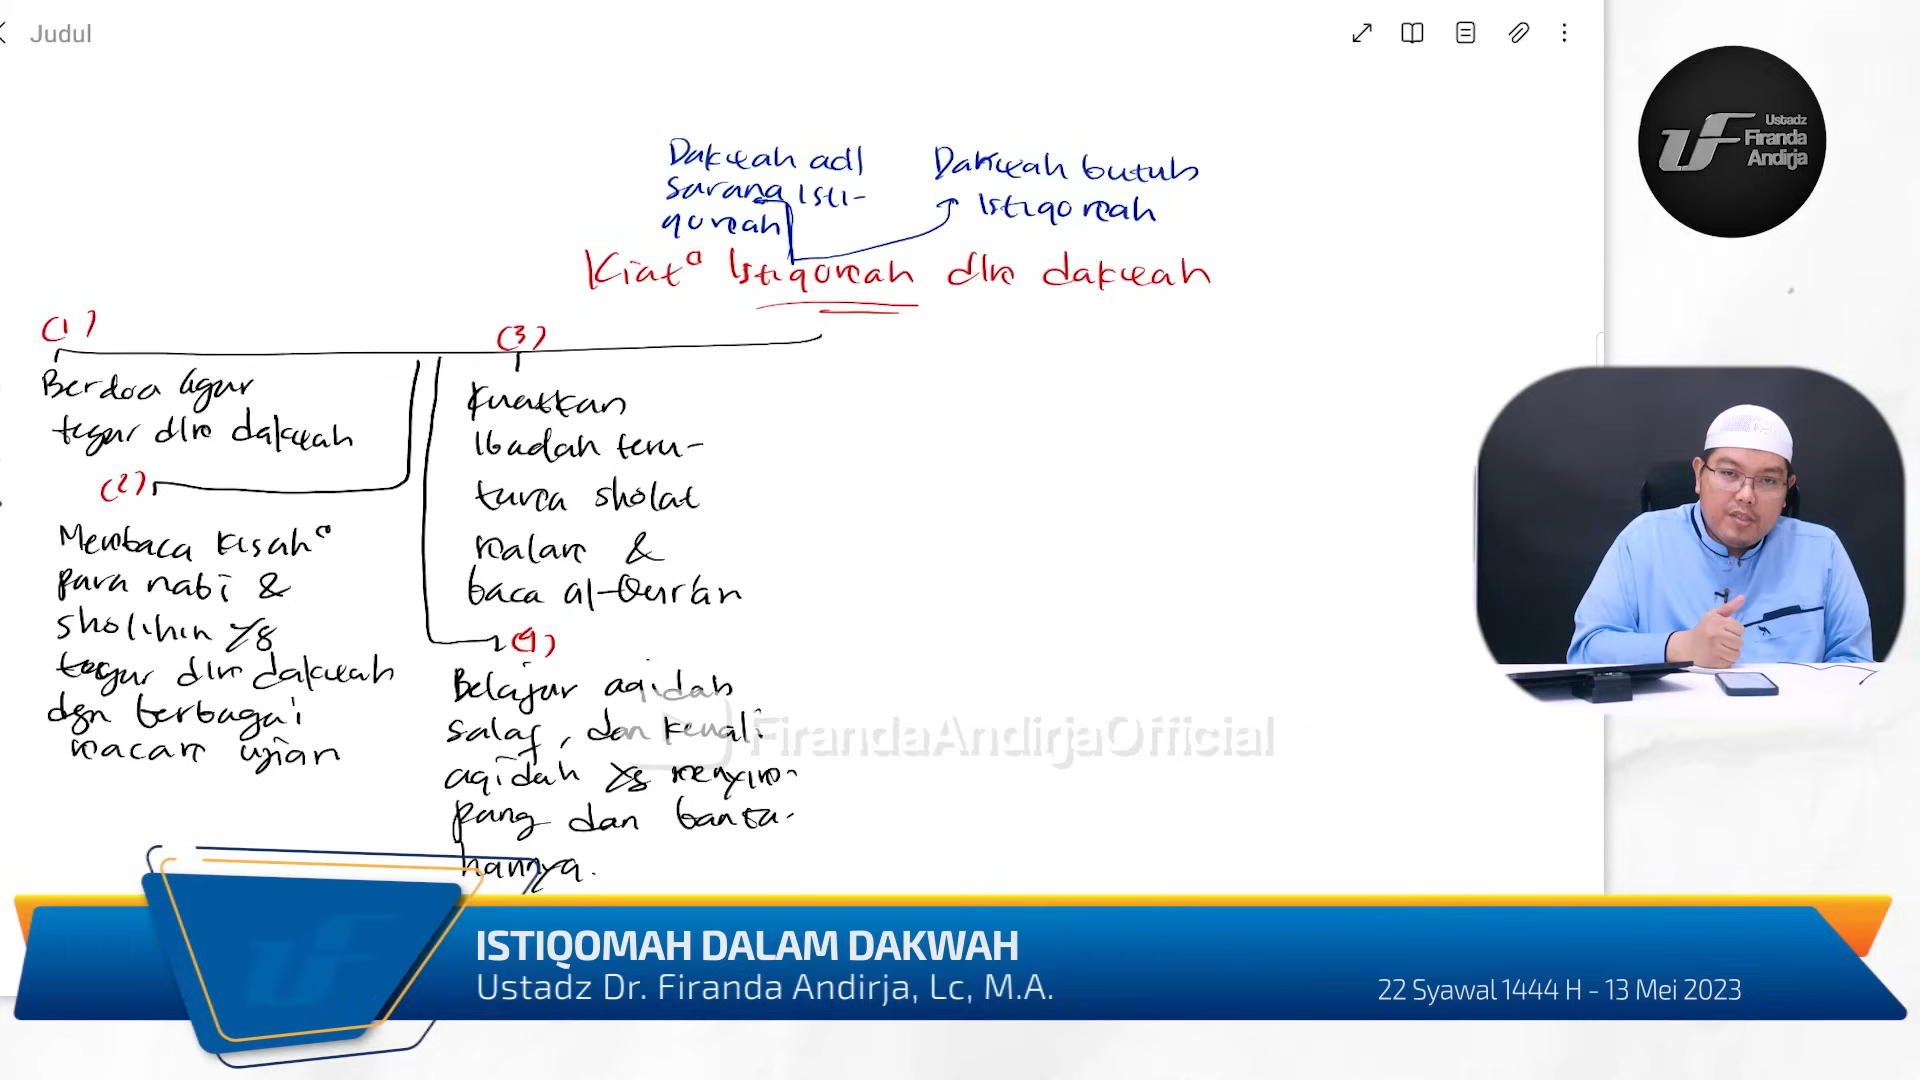 Judul
Ustadz
Firanda
Andirja
Dakwah adl
sarana isti-
qomah
Dakwah butuh
istiqomah
Kiat² Istiqomah dlm dakwah
(1)
Berdoa agar
tegar dlm dakwah
(2)
Membaca kisah²
para nabi &
sholihin yg
tegar dlm dakwah
dgn berbagai
macam ujian
(3)
Kuatkan
ibadah teru-
tama sholat
malam &
baca al-Qur'an
(4)
Belajar aqidah
salaf, dan kenali
aqidah yg menyim-
pang dan banta-
hannya.
FirandaAndirjaOfficial
ISTIQOMAH DALAM DAKWAH
Ustadz Dr. Firanda Andirja, Lc, M.A.
22 Syawal 1444 H - 13 Mei 2023